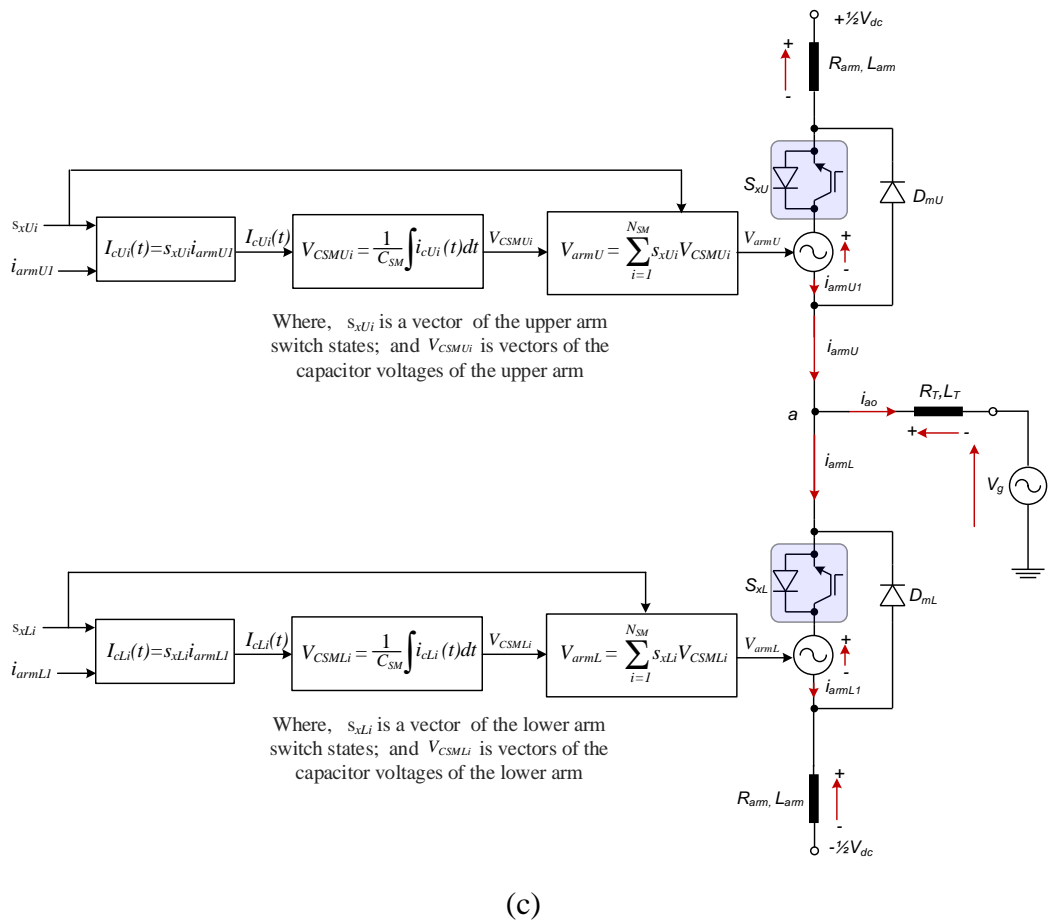 +½V_dc
+
-
R_arm, L_arm
S_xU
D_mU
s_xUi
i_armU1
I_cUi(t)=s_xUi i_armU1
I_cUi(t)
V_CSMUi = 1/C_SM ∫i_cUi(t)dt
V_CSMUi
V_armU = ∑_{i=1}^{N_SM} s_xUi V_CSMUi
V_armU
+
-
i_armU1
Where, s_xUi is a vector of the upper arm
switch states; and V_CSMUi is vectors of the
capacitor voltages of the upper arm
i_armU
a
i_ao
R_T,L_T
+
-
V_g
i_armL
S_xL
D_mL
s_xLi
i_armL1
I_cLi(t)=s_xLi i_armL1
I_cLi(t)
V_CSMLi = 1/C_SM ∫i_cLi(t)dt
V_CSMLi
V_armL = ∑_{i=1}^{N_SM} s_xLi V_CSMLi
V_armL
+
-
i_armL1
Where, s_xLi is a vector of the lower arm
switch states; and V_CSMLi is vectors of the
capacitor voltages of the lower arm
R_arm, L_arm
+
-
-½V_dc
(c)